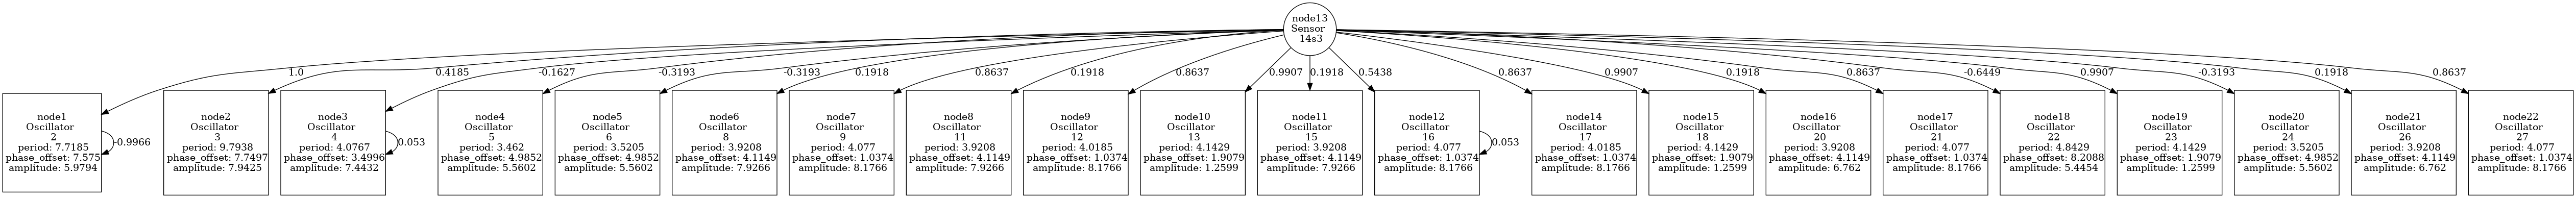 node13
Sensor
14s3
1.0
0.4185
-0.1627
-0.3193
-0.3193
0.1918
0.8637
0.1918
0.8637
0.9907
0.1918
0.5438
0.8637
0.9907
0.1918
0.8637
-0.6449
0.9907
-0.3193
0.1918
0.8637
node1
Oscillator
2
period: 7.7185
phase_offset: 7.575
amplitude: 5.9794
-0.9966
node2
Oscillator
3
period: 9.7938
phase_offset: 7.7497
amplitude: 7.9425
node3
Oscillator
4
period: 4.0767
phase_offset: 3.4996
amplitude: 7.4432
0.053
node4
Oscillator
5
period: 3.462
phase_offset: 4.9852
amplitude: 5.5602
node5
Oscillator
6
period: 3.5205
phase_offset: 4.9852
amplitude: 5.5602
node6
Oscillator
8
period: 3.9208
phase_offset: 4.1149
amplitude: 7.9266
node7
Oscillator
9
period: 4.077
phase_offset: 1.0374
amplitude: 8.1766
node8
Oscillator
11
period: 3.9208
phase_offset: 4.1149
amplitude: 7.9266
node9
Oscillator
12
period: 4.0185
phase_offset: 1.0374
amplitude: 8.1766
node10
Oscillator
13
period: 4.1429
phase_offset: 1.9079
amplitude: 1.2599
node11
Oscillator
15
period: 3.9208
phase_offset: 4.1149
amplitude: 7.9266
node12
Oscillator
16
period: 4.077
phase_offset: 1.0374
amplitude: 8.1766
0.053
node14
Oscillator
17
period: 4.0185
phase_offset: 1.0374
amplitude: 8.1766
node15
Oscillator
18
period: 4.1429
phase_offset: 1.9079
amplitude: 1.2599
node16
Oscillator
20
period: 3.9208
phase_offset: 4.1149
amplitude: 6.762
node17
Oscillator
21
period: 4.077
phase_offset: 1.0374
amplitude: 8.1766
node18
Oscillator
22
period: 4.8429
phase_offset: 8.2088
amplitude: 5.4454
node19
Oscillator
23
period: 4.1429
phase_offset: 1.9079
amplitude: 1.2599
node20
Oscillator
24
period: 3.5205
phase_offset: 4.9852
amplitude: 5.5602
node21
Oscillator
26
period: 3.9208
phase_offset: 4.1149
amplitude: 6.762
node22
Oscillator
27
period: 4.077
phase_offset: 1.0374
amplitude: 8.1766